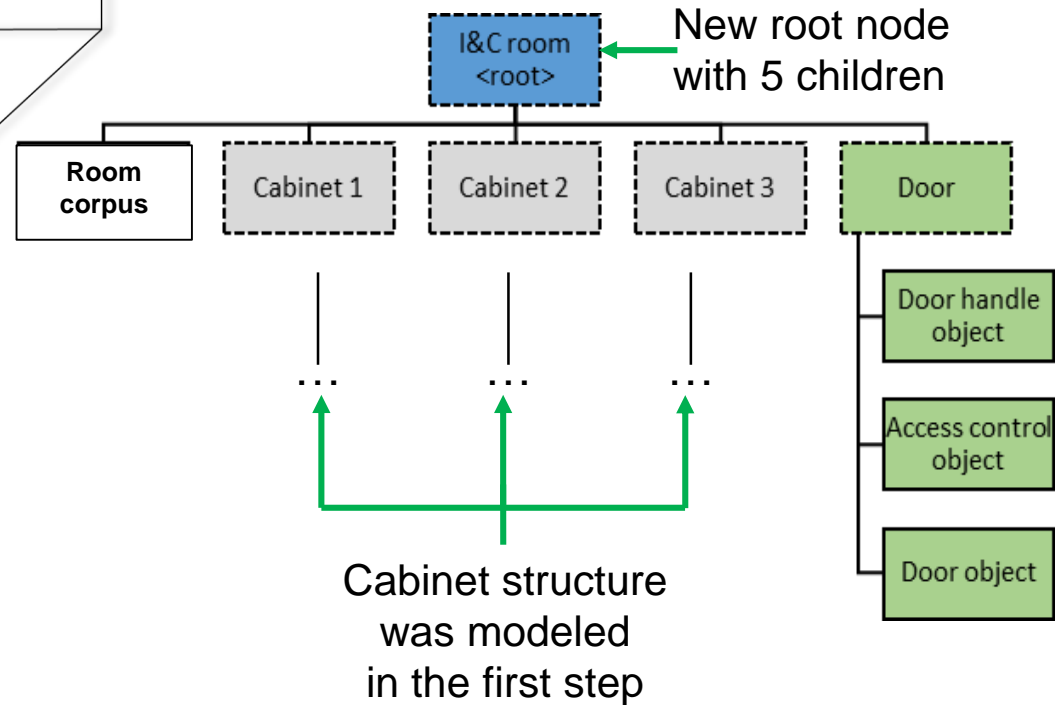 I&C room
<root>
New root node
with 5 children
Room
corpus
Cabinet 1
Cabinet 2
Cabinet 3
Door
Door handle
object
...
...
...
Access control
object
Door object
Cabinet structure
was modeled
in the first step